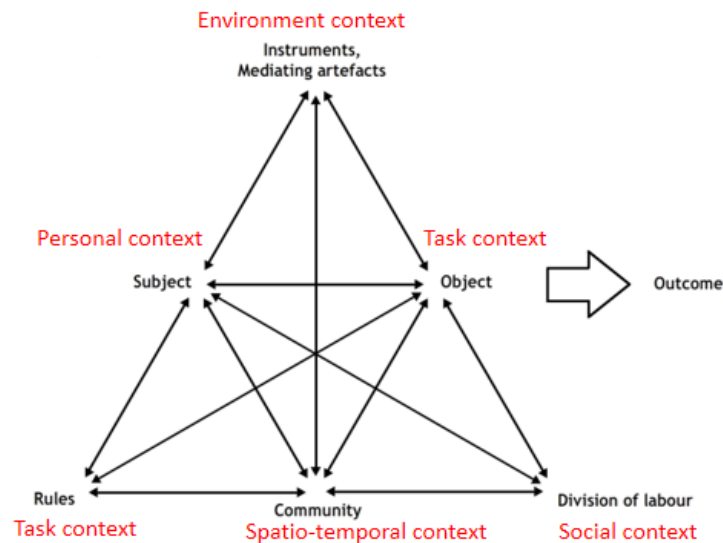 Environment context
Instruments,
Mediating artefacts
Personal context
Task context
Subject
Object
Outcome
Rules
Community
Division of labour
Task context
Spatio-temporal context
Social context